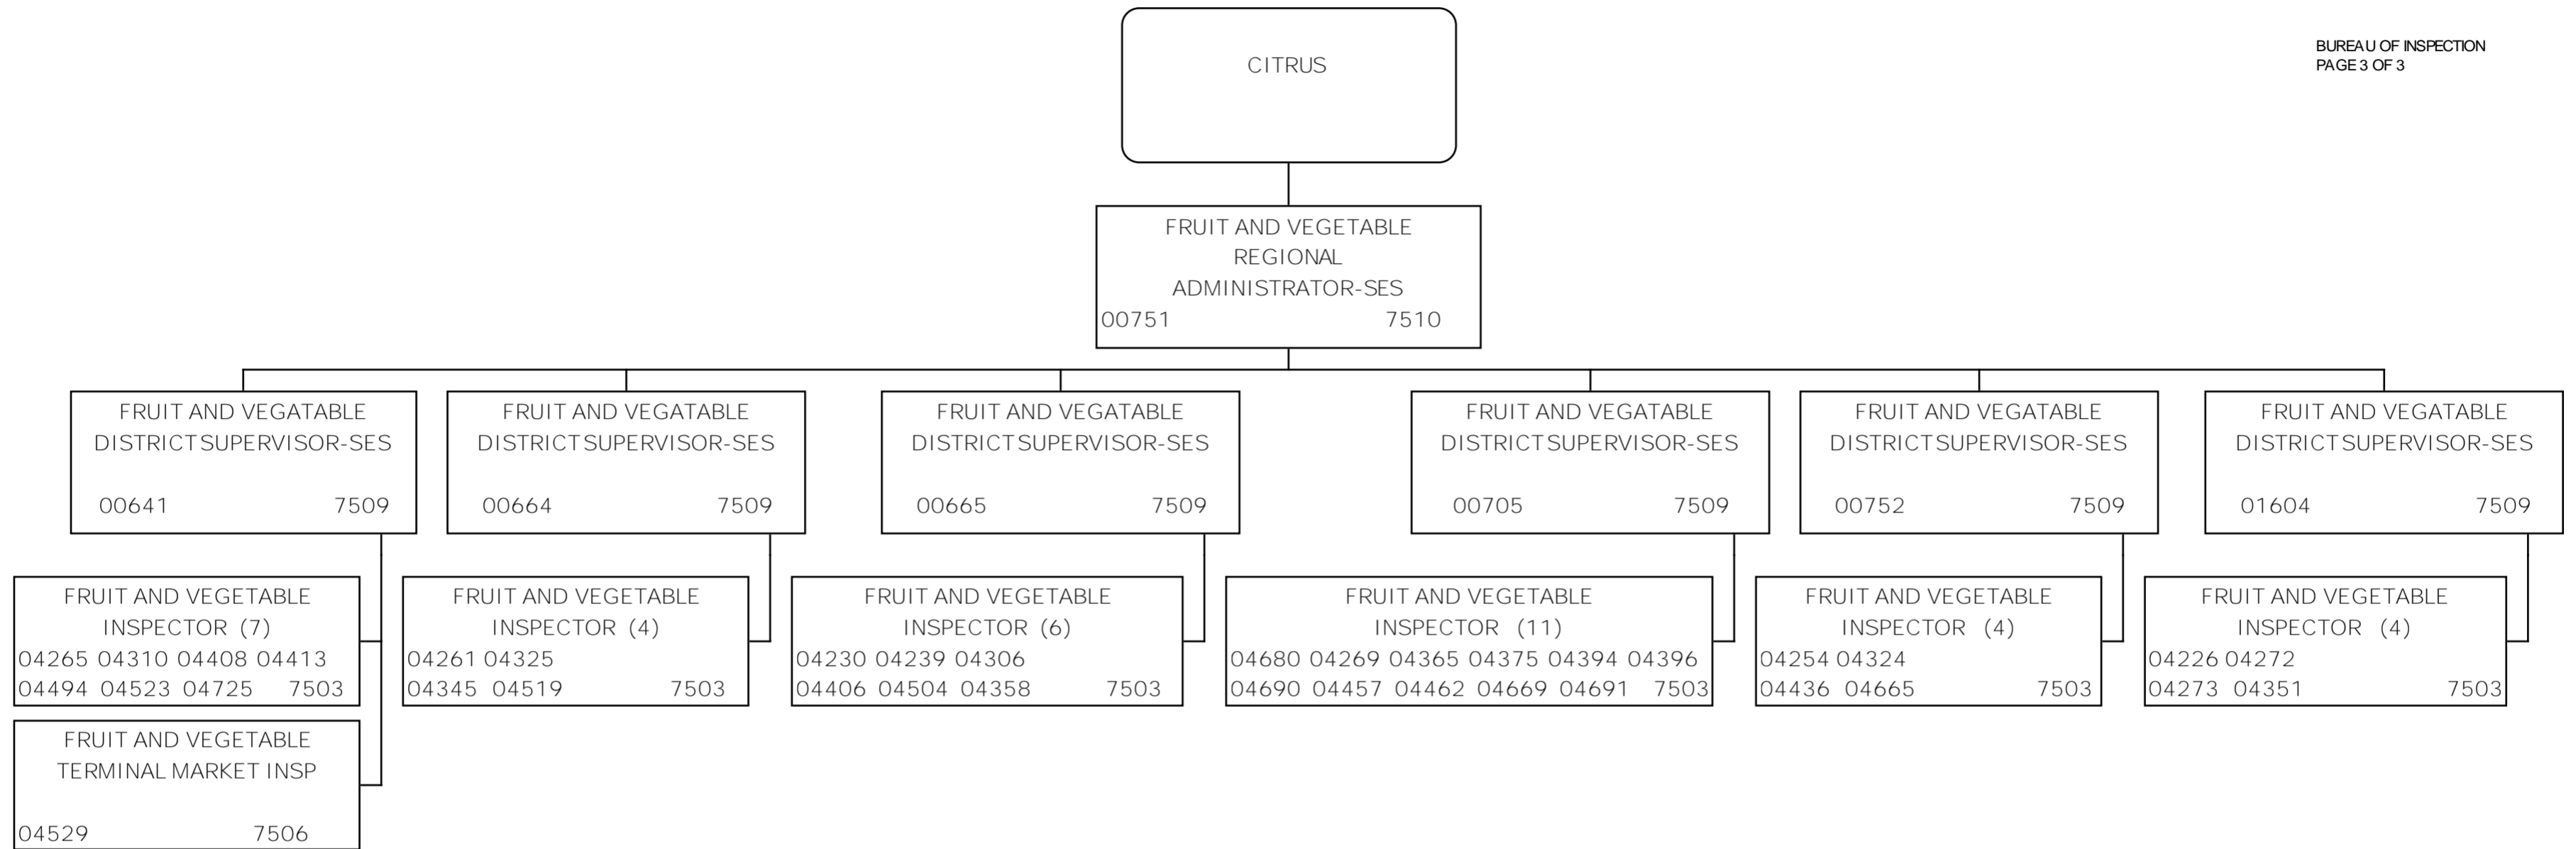 CITRUS
BUREAU OF INSPECTION
PAGE 3 OF 3
FRUIT AND VEGETABLE
REGIONAL
ADMINISTRATOR-SES
00751 7510
FRUIT AND VEGATABLE
DISTRICT SUPERVISOR-SES
00641 7509
FRUIT AND VEGATABLE
DISTRICT SUPERVISOR-SES
00664 7509
FRUIT AND VEGATABLE
DISTRICT SUPERVISOR-SES
00665 7509
FRUIT AND VEGATABLE
DISTRICT SUPERVISOR-SES
00705 7509
FRUIT AND VEGATABLE
DISTRICT SUPERVISOR-SES
00752 7509
FRUIT AND VEGATABLE
DISTRICT SUPERVISOR-SES
01604 7509
FRUIT AND VEGETABLE
INSPECTOR (7)
04265 04310 04408 04413
04494 04523 04725 7503
FRUIT AND VEGETABLE
INSPECTOR (4)
04261 04325
04345 04519 7503
FRUIT AND VEGETABLE
INSPECTOR (6)
04230 04239 04306
04406 04504 04358 7503
FRUIT AND VEGETABLE
INSPECTOR (11)
04680 04269 04365 04375 04394 04396
04690 04457 04462 04669 04691 7503
FRUIT AND VEGETABLE
INSPECTOR (4)
04254 04324
04436 04665 7503
FRUIT AND VEGETABLE
INSPECTOR (4)
04226 04272
04273 04351 7503
FRUIT AND VEGETABLE
TERMINAL MARKET INSP
04529 7506